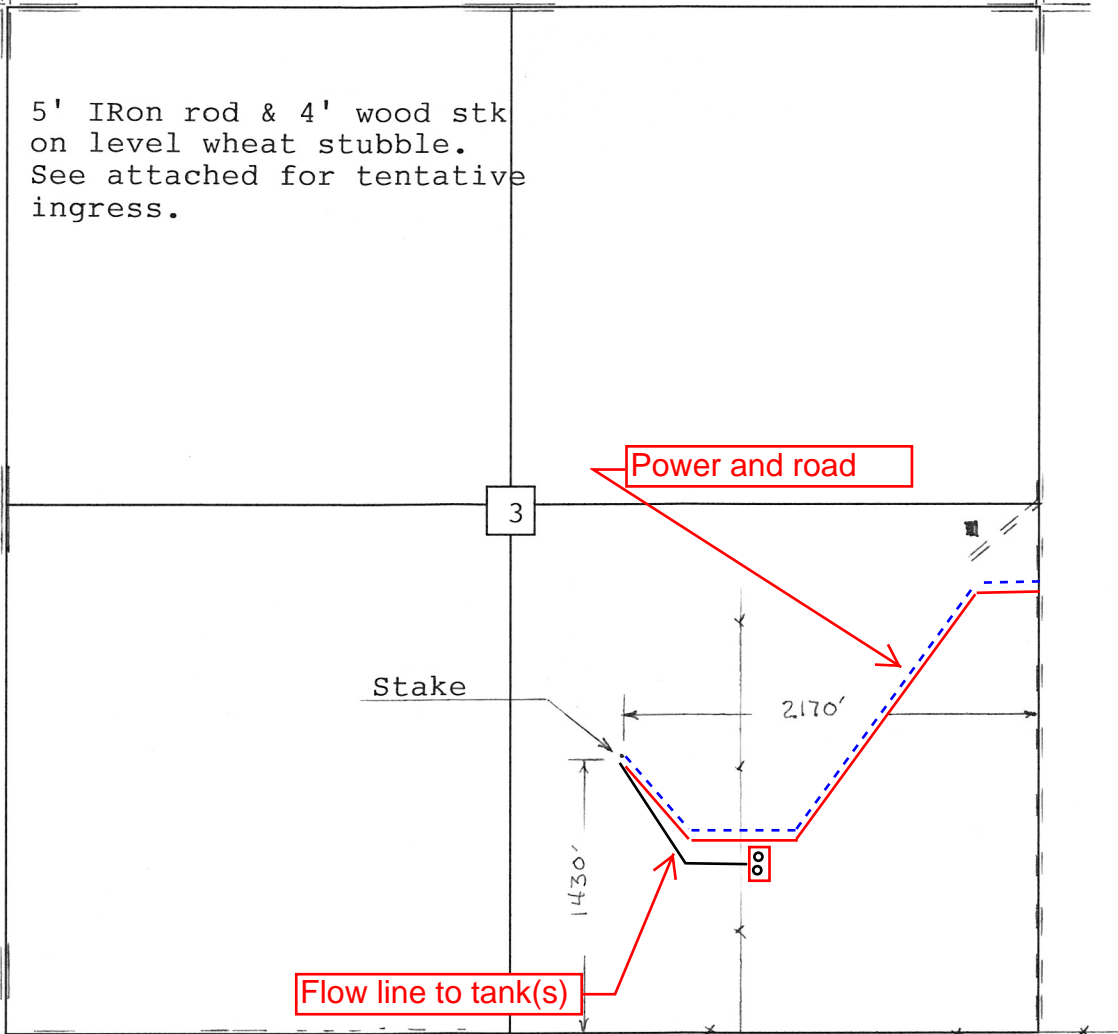 5' IRon rod & 4' wood stk
on level wheat stubble.
See attached for tentative
ingress.
Power and road
3
Stake
2170'
1430'
Flow line to tank(s)